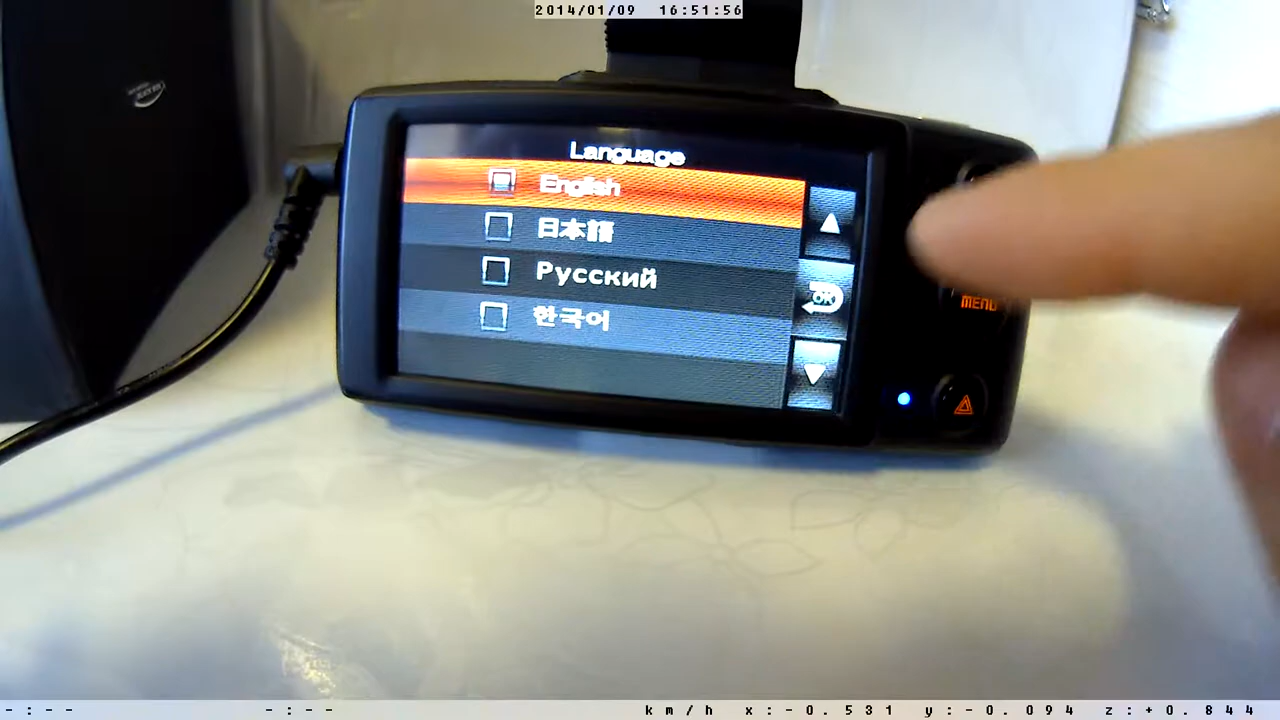 2014/01/09 16:51:56
Language
English
日本語
Русский
한국어
OK
MENU
-:-- -:-- km/h x:-0.531 y:-0.094 z:+0.844